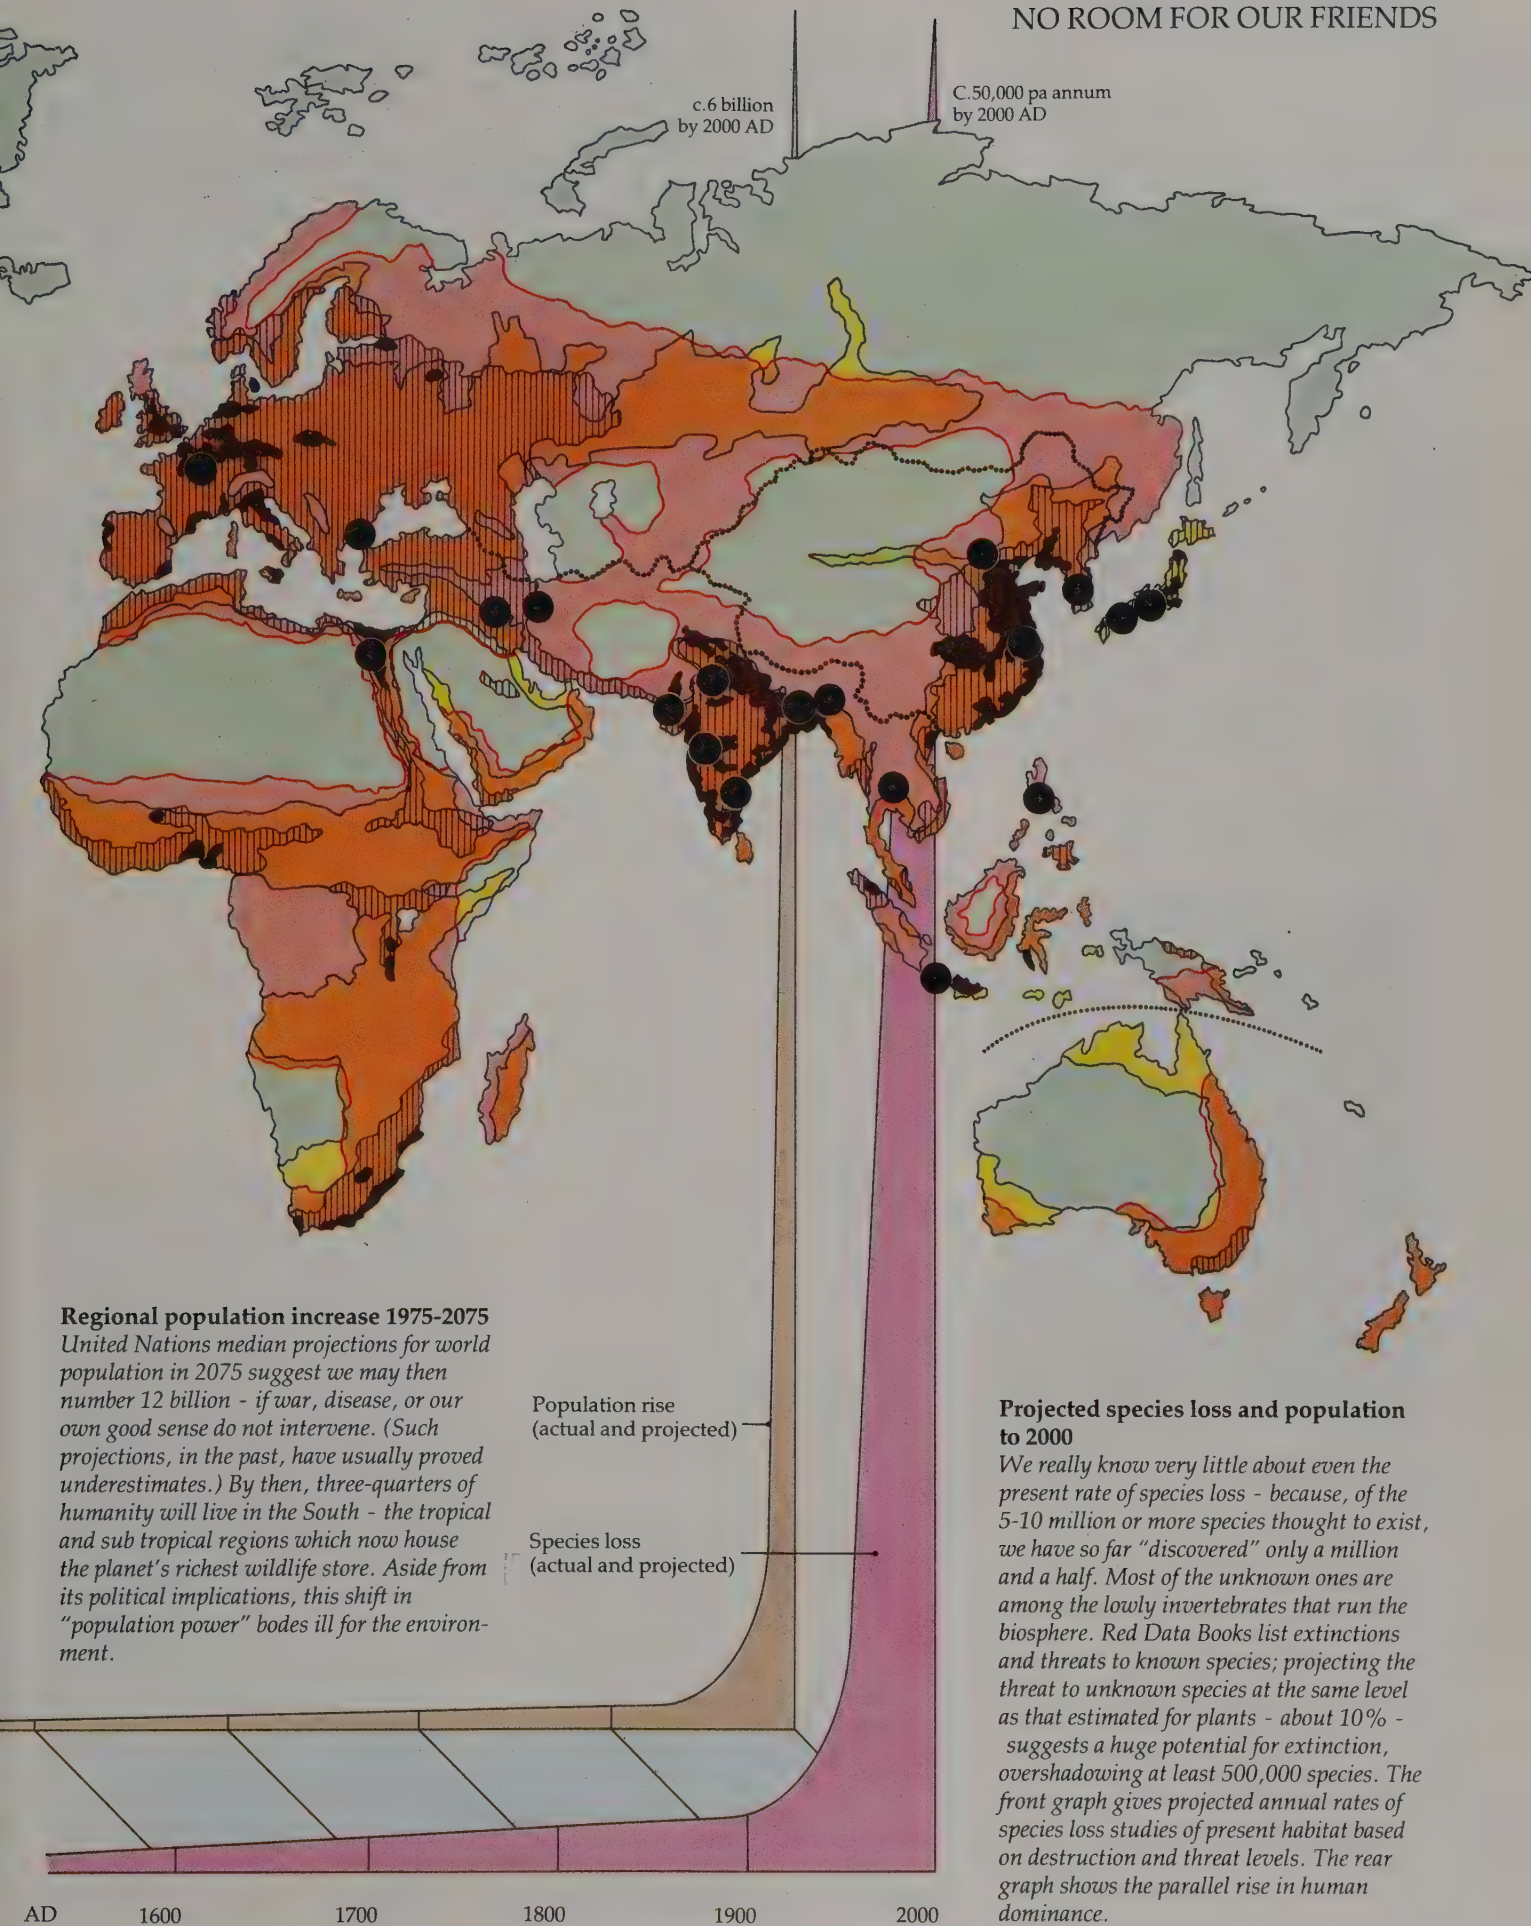 NO ROOM FOR OUR FRIENDS
c.6 billion
by 2000 AD
C.50,000 pa annum
by 2000 AD
Regional population increase 1975-2075
United Nations median projections for world
population in 2075 suggest we may then
number 12 billion - if war, disease, or our
own good sense do not intervene. (Such
projections, in the past, have usually proved
underestimates.) By then, three-quarters of
humanity will live in the South - the tropical
and sub tropical regions which now house
the planet's richest wildlife store. Aside from
its political implications, this shift in
"population power" bodes ill for the environ-
ment.
Population rise
(actual and projected)
Species loss
(actual and projected)
Projected species loss and population
to 2000
We really know very little about even the
present rate of species loss - because, of the
5-10 million or more species thought to exist,
we have so far "discovered" only a million
and a half. Most of the unknown ones are
among the lowly invertebrates that run the
biosphere. Red Data Books list extinctions
and threats to known species; projecting the
threat to unknown species at the same level
as that estimated for plants - about 10% -
suggests a huge potential for extinction,
overshadowing at least 500,000 species. The
front graph gives projected annual rates of
species loss studies of present habitat based
on destruction and threat levels. The rear
graph shows the parallel rise in human
dominance.
AD 1600 1700 1800 1900 2000